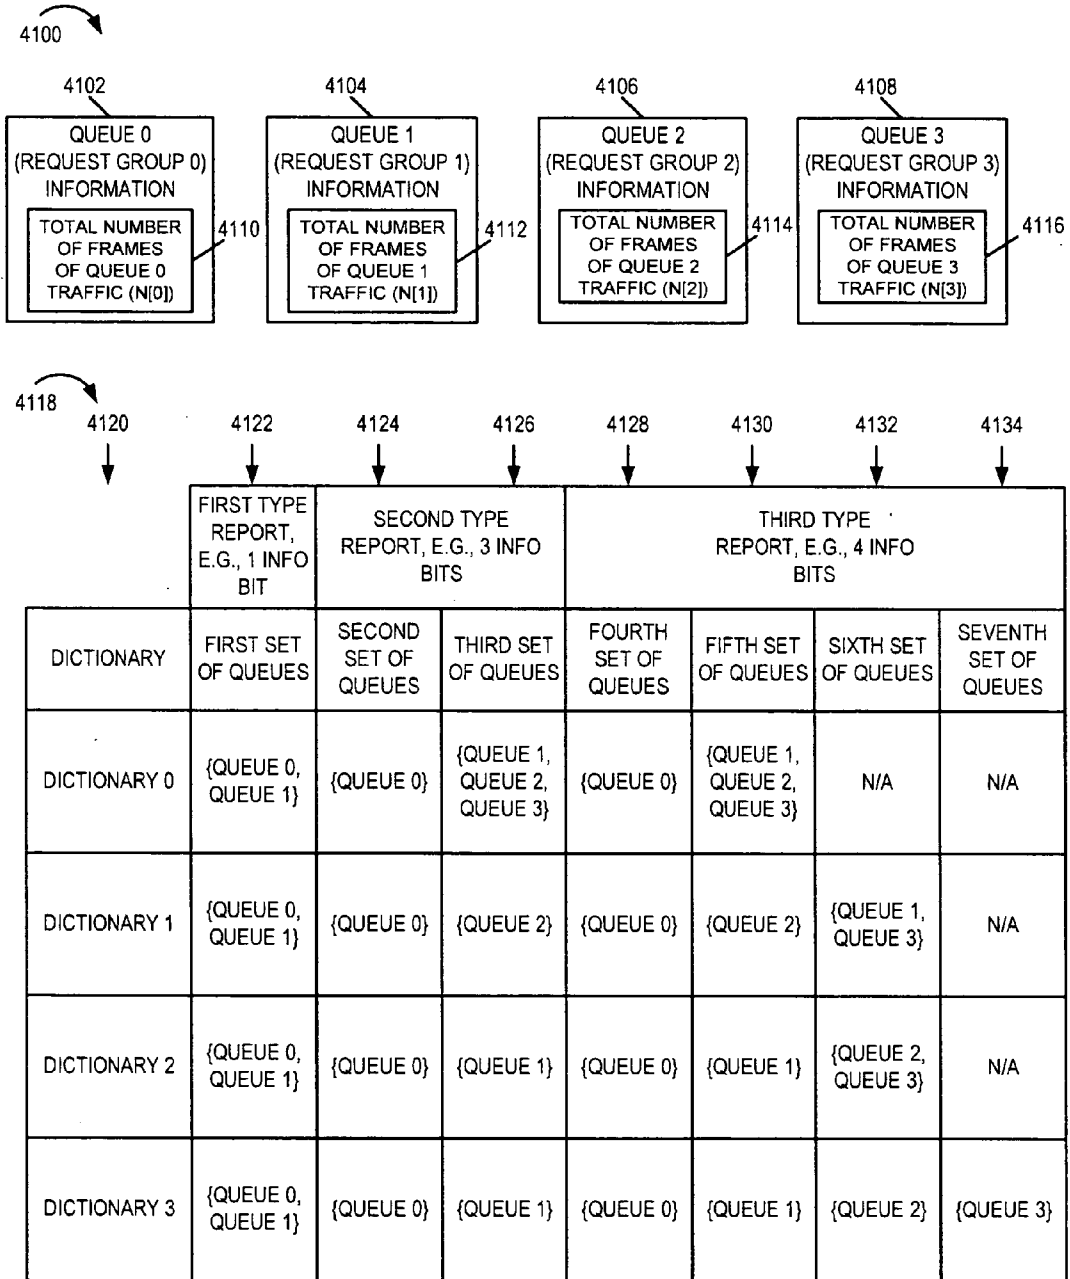 4100
4102
4104
4106
4108
QUEUE 0
(REQUEST GROUP 0)
INFORMATION
TOTAL NUMBER
OF FRAMES
OF QUEUE 0
TRAFFIC (N[0])
4110
QUEUE 1
(REQUEST GROUP 1)
INFORMATION
TOTAL NUMBER
OF FRAMES
OF QUEUE 1
TRAFFIC (N[1])
4112
QUEUE 2
(REQUEST GROUP 2)
INFORMATION
TOTAL NUMBER
OF FRAMES
OF QUEUE 2
TRAFFIC (N[2])
4114
QUEUE 3
(REQUEST GROUP 3)
INFORMATION
TOTAL NUMBER
OF FRAMES
OF QUEUE 3
TRAFFIC (N[3])
4116
4118
4120
4122
4124
4126
4128
4130
4132
4134
FIRST TYPE
REPORT,
E.G., 1 INFO
BIT
SECOND TYPE
REPORT, E.G., 3 INFO
BITS
THIRD TYPE
REPORT, E.G., 4 INFO
BITS
DICTIONARY
FIRST SET
OF QUEUES
SECOND
SET OF
QUEUES
THIRD SET
OF QUEUES
FOURTH
SET OF
QUEUES
FIFTH SET
OF QUEUES
SIXTH SET
OF QUEUES
SEVENTH
SET OF
QUEUES
DICTIONARY 0
{QUEUE 0,
QUEUE 1}
{QUEUE 0}
{QUEUE 1,
QUEUE 2,
QUEUE 3}
{QUEUE 0}
{QUEUE 1,
QUEUE 2,
QUEUE 3}
N/A
N/A
DICTIONARY 1
{QUEUE 0,
QUEUE 1}
{QUEUE 0}
{QUEUE 2}
{QUEUE 0}
{QUEUE 2}
{QUEUE 1,
QUEUE 3}
N/A
DICTIONARY 2
{QUEUE 0,
QUEUE 1}
{QUEUE 0}
{QUEUE 1}
{QUEUE 0}
{QUEUE 1}
{QUEUE 2,
QUEUE 3}
N/A
DICTIONARY 3
{QUEUE 0,
QUEUE 1}
{QUEUE 0}
{QUEUE 1}
{QUEUE 0}
{QUEUE 1}
{QUEUE 2}
{QUEUE 3}